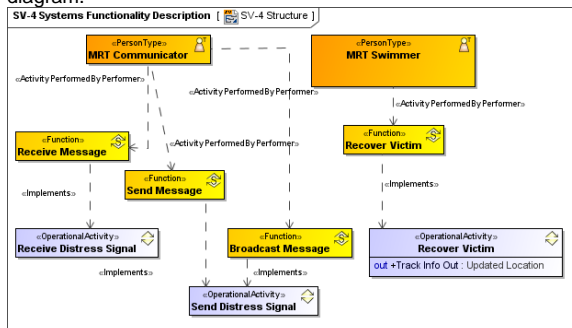 diagram.
SV-4 Systems Functionality Description [ SV-4 Structure ]
«PersonType»
MRT Communicator
«PersonType»
MRT Swimmer
«Activity Performed By Performer»
«Activity Performed By Performer»
«Activity Performed By Performer»
«Function»
Receive Message
«Activity Performed By Performer»
«Function»
Recover Victim
«Function»
Send Message
«Implements»
«Implements»
«OperationalActivity»
Receive Distress Signal
«Function»
Broadcast Message
«OperationalActivity»
Recover Victim
out +Track Info Out : Updated Location
«Implements»
«Implements»
«OperationalActivity»
Send Distress Signal